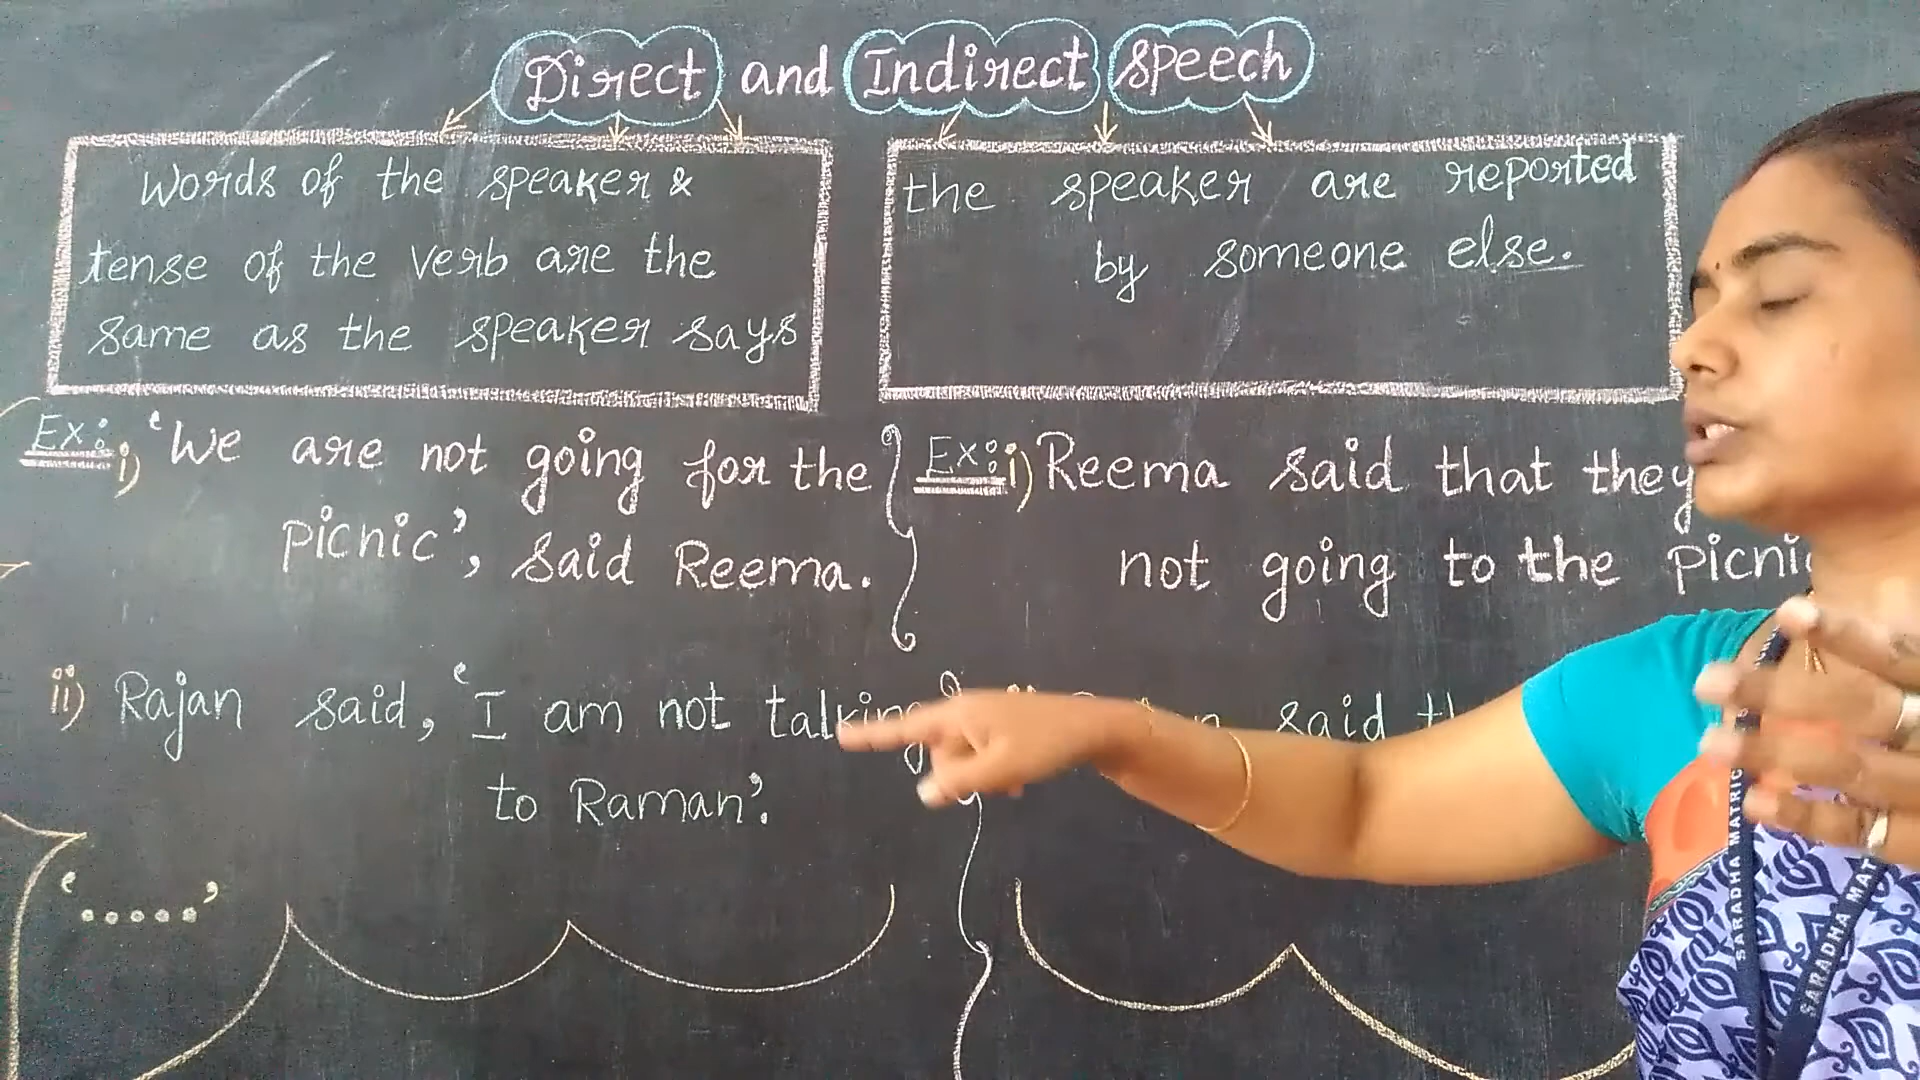 Direct and Indirect speech
Words of the speaker &
tense of the verb are the
same as the speaker says
the speaker are reported
by someone else.
Ex: i) 'We are not going for the
picnic', said Reema.
ii) Rajan said, 'I am not talking
to Raman'.
'.....'
Ex: i) Reema said that they
not going to the
said
SARADHA MATRIC
SARADHA